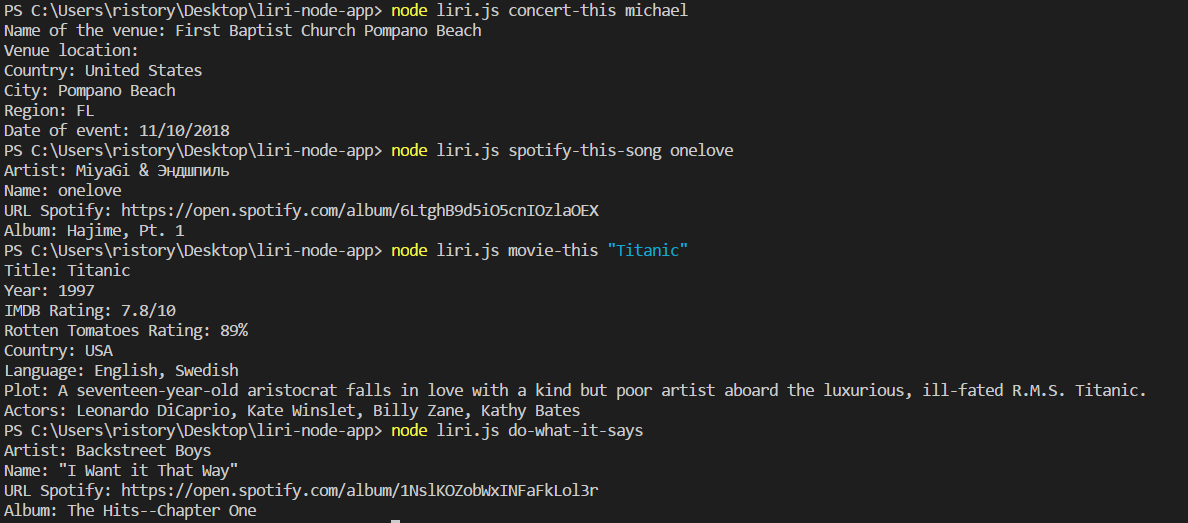 PS C:\Users\ristory\Desktop\liri-node-app> node liri.js concert-this michael
Name of the venue: First Baptist Church Pompano Beach
Venue location:
Country: United States
City: Pompano Beach
Region: FL
Date of event: 11/10/2018
PS C:\Users\ristory\Desktop\liri-node-app> node liri.js spotify-this-song onelove
Artist: MiyaGi & Эндшпиль
Name: onelove
URL Spotify: https://open.spotify.com/album/6LtghB9d5iO5cnIOzlaOEX
Album: Hajime, Pt. 1
PS C:\Users\ristory\Desktop\liri-node-app> node liri.js movie-this "Titanic"
Title: Titanic
Year: 1997
IMDB Rating: 7.8/10
Rotten Tomatoes Rating: 89%
Country: USA
Language: English, Swedish
Plot: A seventeen-year-old aristocrat falls in love with a kind but poor artist aboard the luxurious, ill-fated R.M.S. Titanic.
Actors: Leonardo DiCaprio, Kate Winslet, Billy Zane, Kathy Bates
PS C:\Users\ristory\Desktop\liri-node-app> node liri.js do-what-it-says
Artist: Backstreet Boys
Name: "I Want it That Way"
URL Spotify: https://open.spotify.com/album/1NslKOZobWxINFaFkLol3r
Album: The Hits--Chapter One